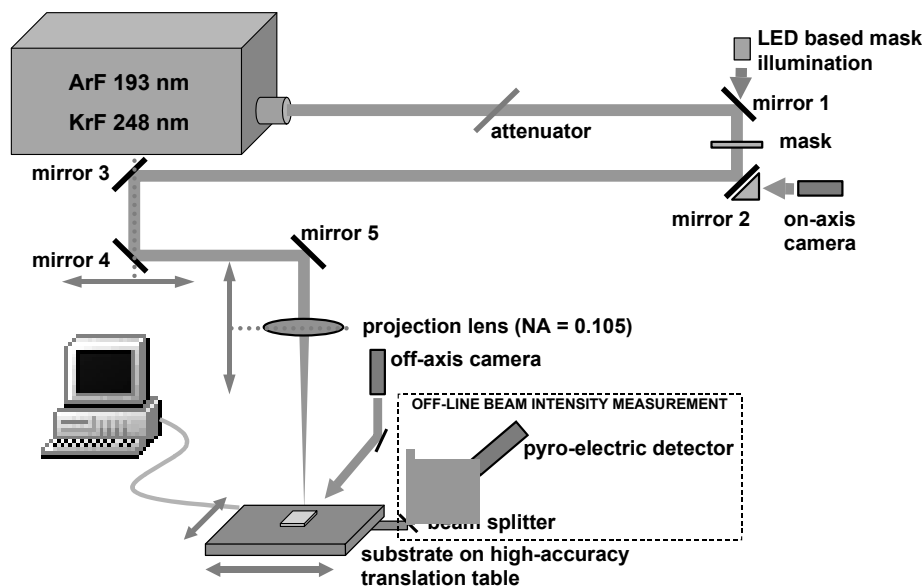 LED based mask
illumination
ArF 193 nm
KrF 248 nm
mirror 1
attenuator
mask
mirror 3
mirror 2
on-axis
camera
mirror 5
mirror 4
projection lens (NA = 0.105)
off-axis camera
OFF-LINE BEAM INTENSITY MEASUREMENT
pyro-electric detector
beam splitter
substrate on high-accuracy
translation table